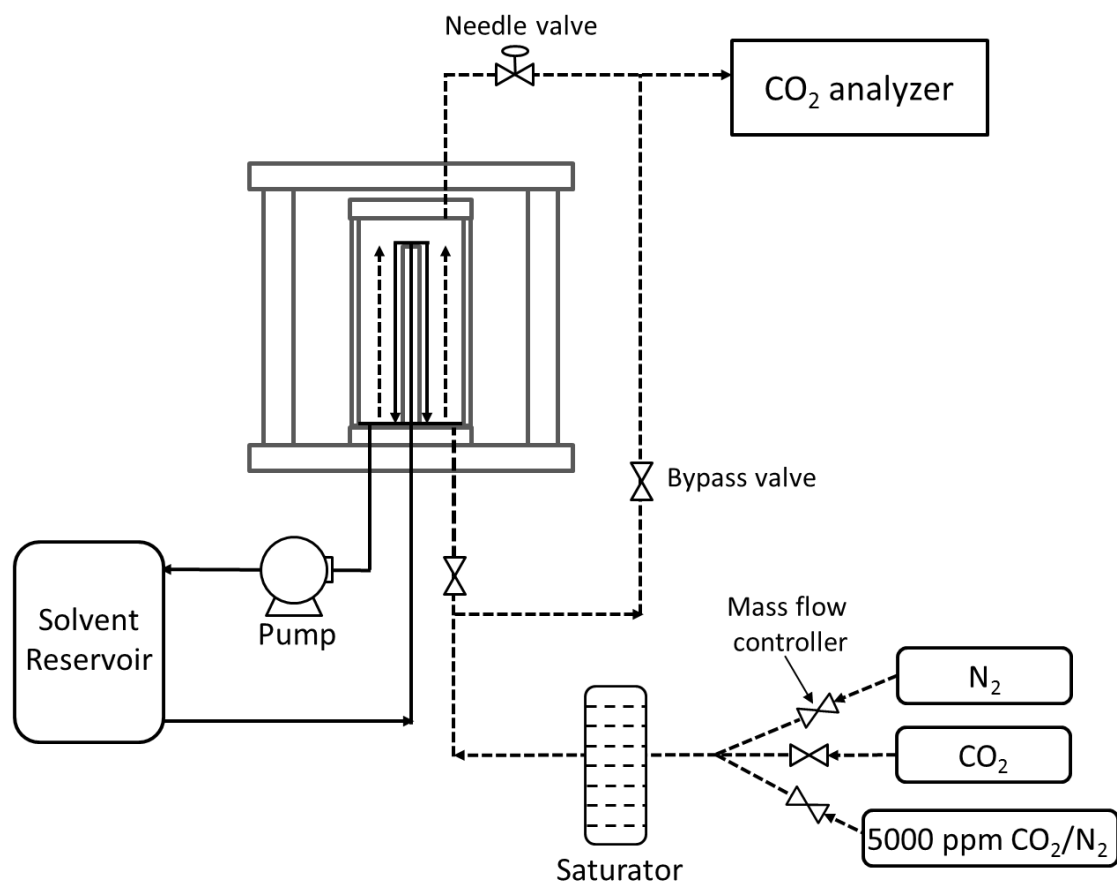 Needle valve
CO₂ analyzer
Bypass valve
Solvent
Reservoir
Pump
Mass flow
controller
N₂
CO₂
5000 ppm CO₂/N₂
Saturator